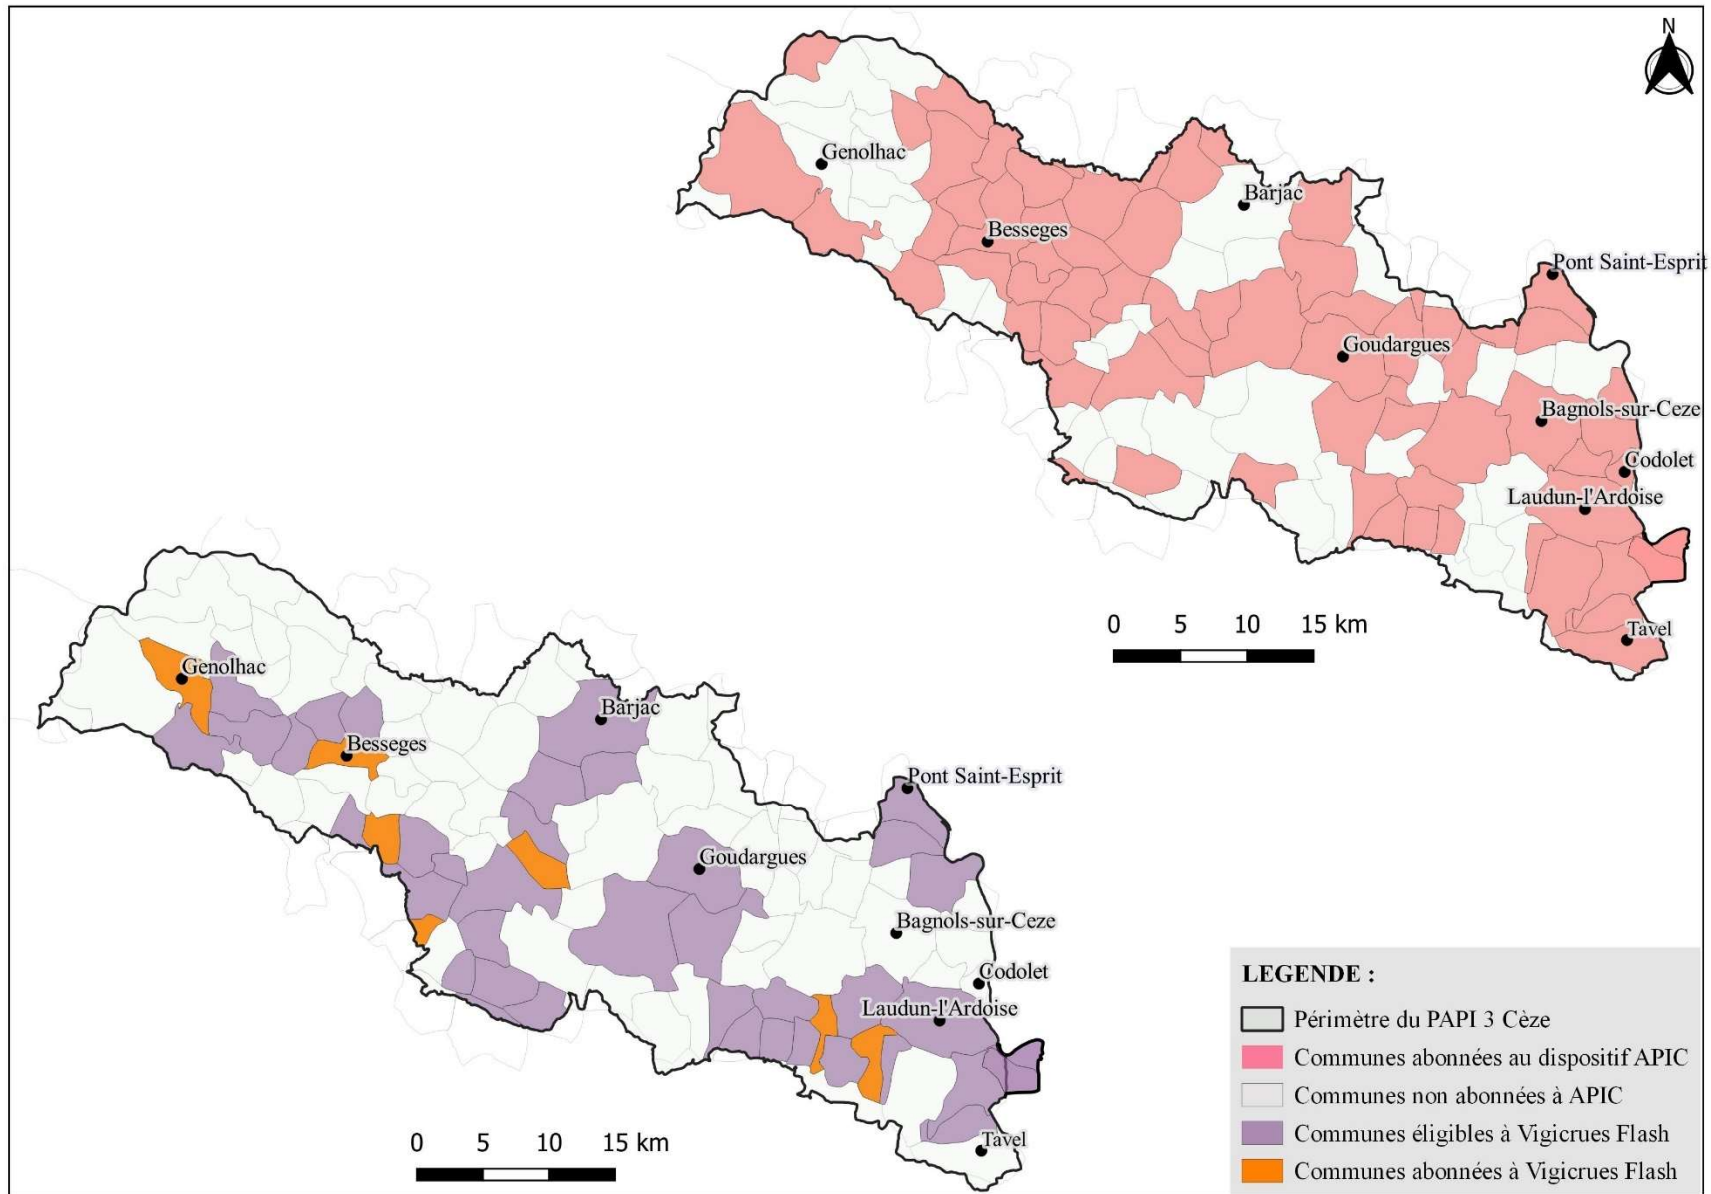 N
Genolhac
Barjac
Besseges
Pont Saint-Esprit
Goudargues
Bagnols-sur-Ceze
Codolet
Laudun-l'Ardoise
Tavel
0 5 10 15 km
Genolhac
Barjac
Besseges
Pont Saint-Esprit
Goudargues
Bagnols-sur-Ceze
Codolet
Laudun-l'Ardoise
Tavel
0 5 10 15 km
LEGENDE :
Périmètre du PAPI 3 Cèze
Communes abonnées au dispositif APIC
Communes non abonnées à APIC
Communes éligibles à Vigicrues Flash
Communes abonnées à Vigicrues Flash